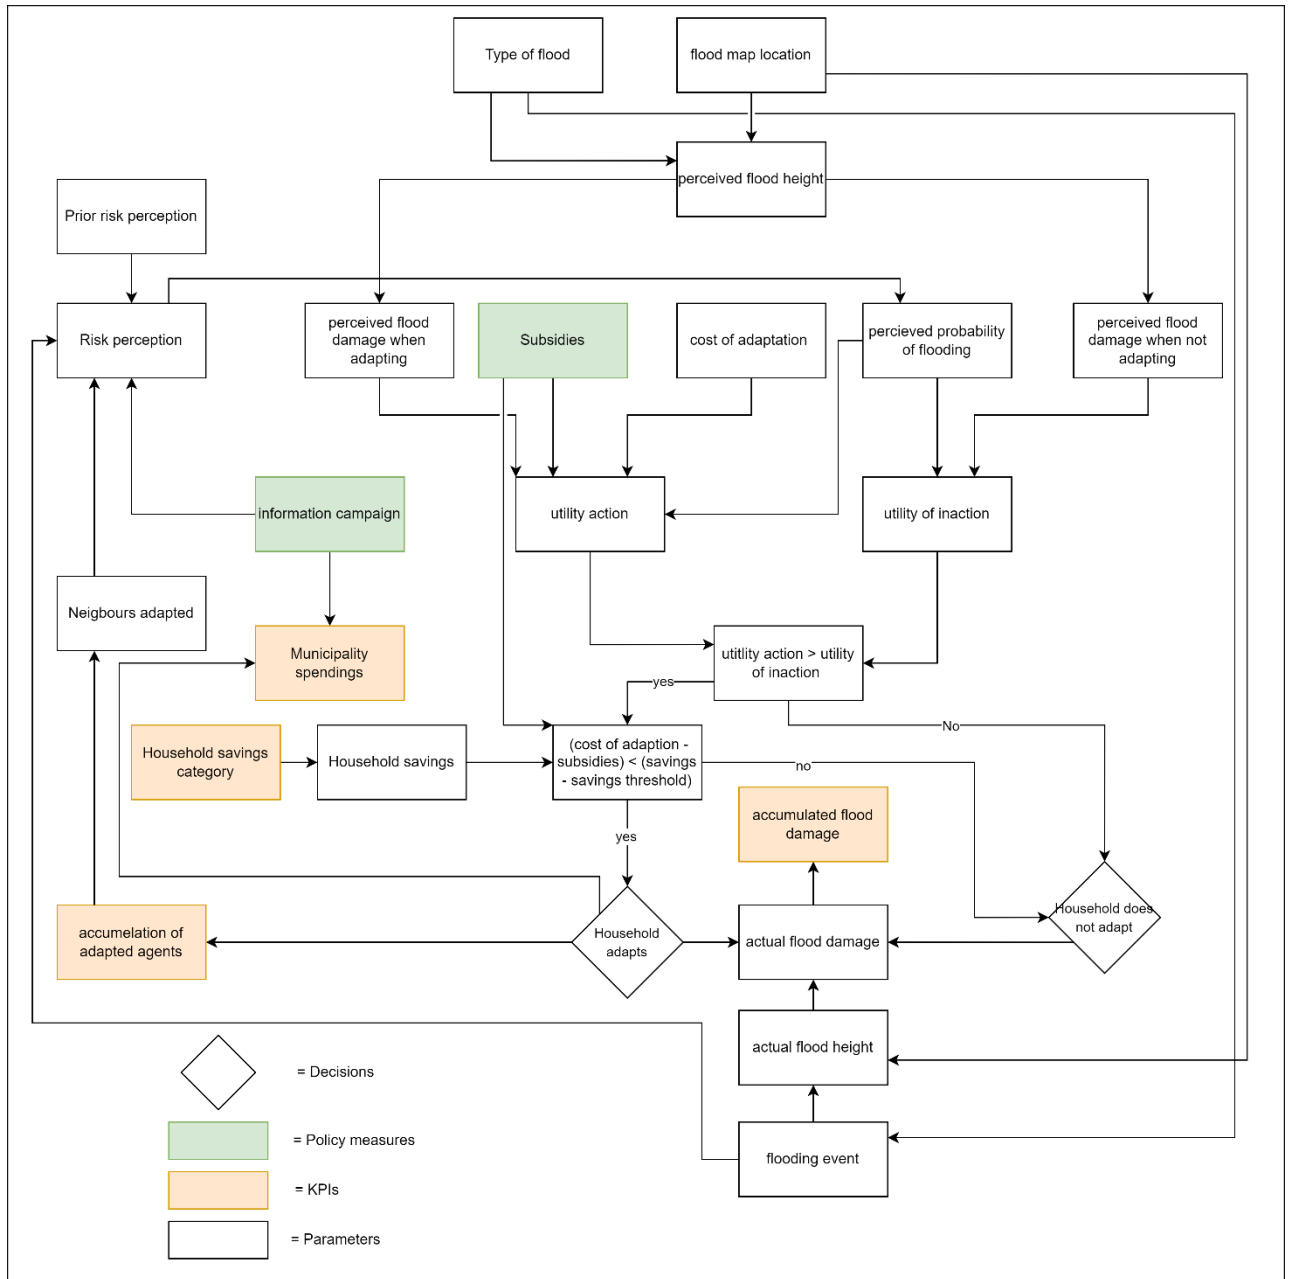 Type of flood
flood map location
perceived flood height
Prior risk perception
Risk perception
perceived flood
damage when
adapting
Subsidies
cost of adaptation
percieved probability
of flooding
perceived flood
damage when not
adapting
information campaign
utility action
utility of inaction
Neigbours adapted
Municipality
spendings
utitlity action > utility
of inaction
yes
No
Household savings
category
Household savings
(cost of adaption -
subsidies) < (savings
- savings threshold)
no
accumulated flood
damage
yes
accumelation of
adapted agents
Household
adapts
actual flood damage
Household does
not adapt
actual flood height
= Decisions
= Policy measures
flooding event
= KPIs
= Parameters